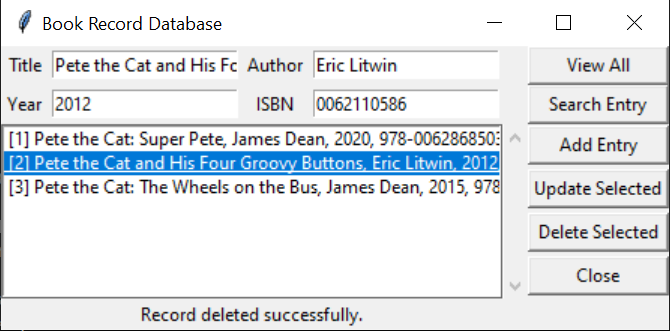 Book Record Database
Title Pete the Cat and His Fo Author Eric Litwin View All
Year 2012 ISBN 0062110586 Search Entry
[1] Pete the Cat: Super Pete, James Dean, 2020, 978-0062868503
[2] Pete the Cat and His Four Groovy Buttons, Eric Litwin, 2012
[3] Pete the Cat: The Wheels on the Bus, James Dean, 2015, 978
Add Entry
Update Selected
Delete Selected
Close
Record deleted successfully.